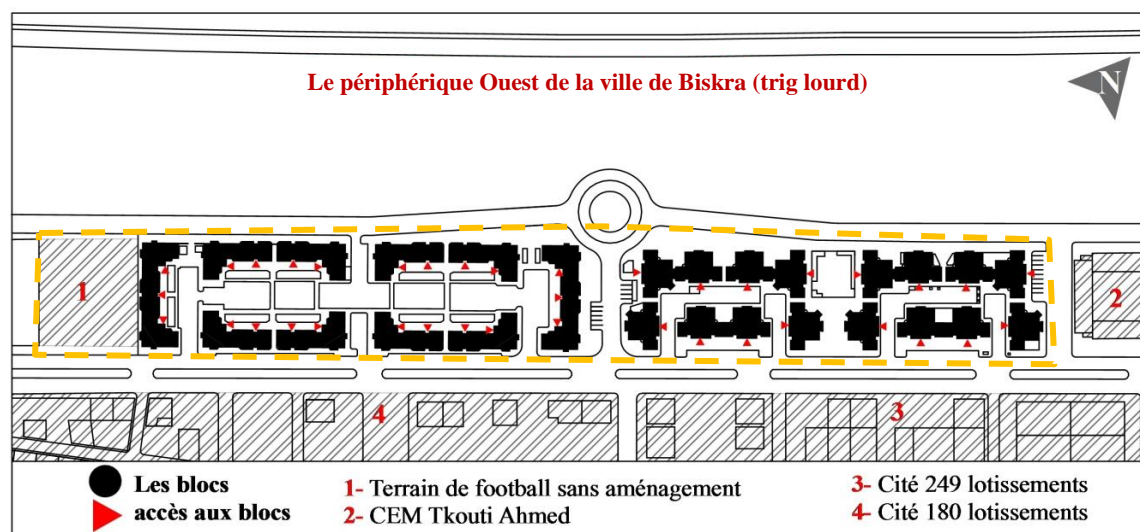 Le périphérique Ouest de la ville de Biskra (trig lourd)
N
1
2
4
3
Les blocs
accès aux blocs
1- Terrain de football sans aménagement
2- CEM Tkouti Ahmed
3- Cité 249 lotissements
4- Cité 180 lotissements